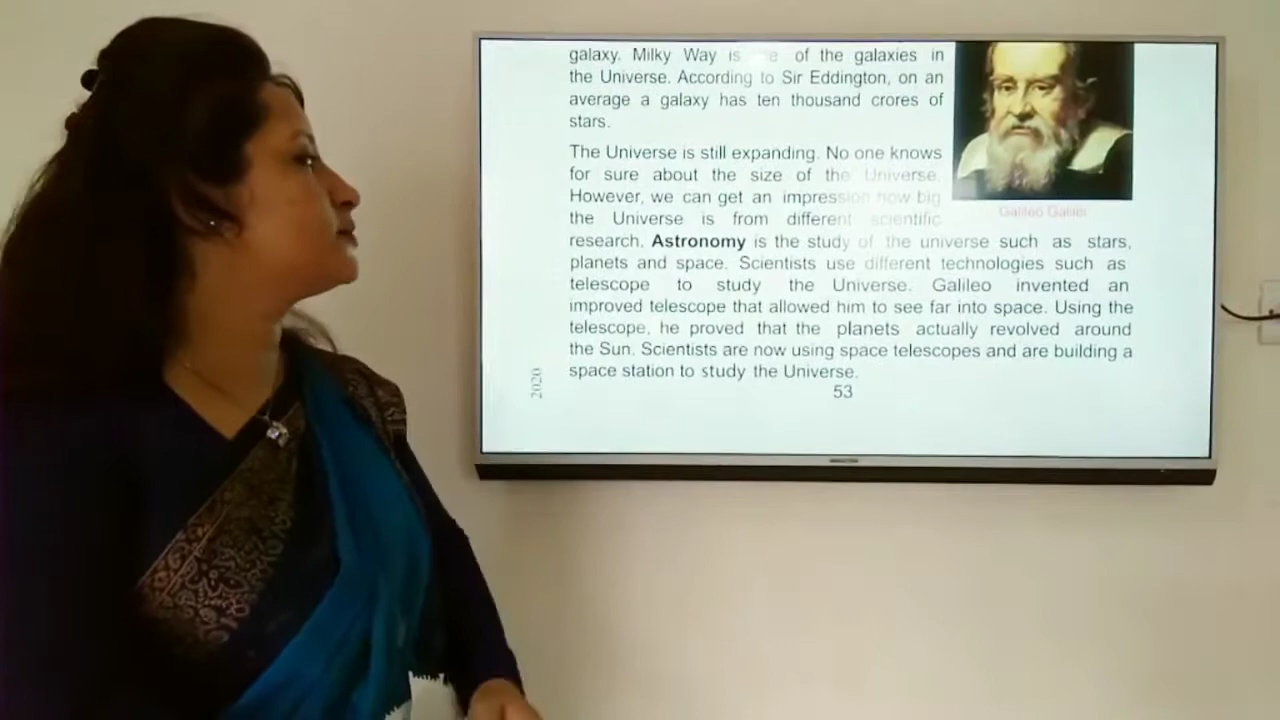 galaxy. Milky Way is of the galaxies in
the Universe. According to Sir Eddington, on an
average a galaxy has ten thousand crores of
stars.
The Universe is still expanding. No one knows
for sure about the size of the Universe.
However, we can get an impression how big
the Universe is from different scientific
research. Astronomy is the study of the universe such as stars,
planets and space. Scientists use different technologies such as
telescope to study the Universe. Galileo invented an
improved telescope that allowed him to see far into space. Using the
telescope, he proved that the planets actually revolved around
the Sun. Scientists are now using space telescopes and are building a
space station to study the Universe.
Galileo Galilei
2020
53